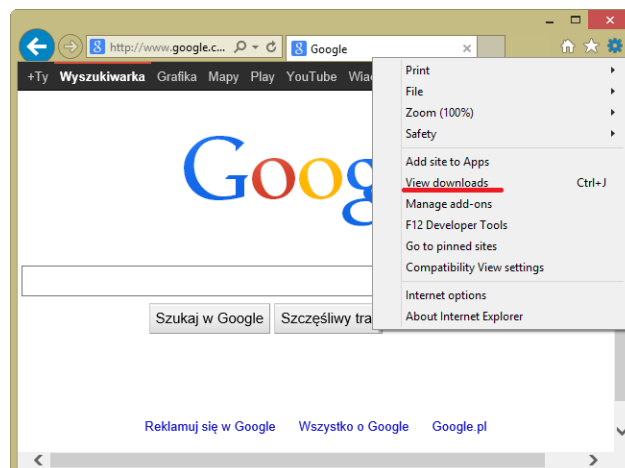 http://www.google.c...
Google
+Ty Wyszukiwarka Grafika Mapy Play YouTube
Print
File
Zoom (100%)
Safety
Add site to Apps
View downloads Ctrl+J
Manage add-ons
F12 Developer Tools
Go to pinned sites
Compatibility View settings
Internet options
About Internet Explorer
Szukaj w Google Szczęśliwy tra
Reklamuj się w Google Wszystko o Google Google.pl